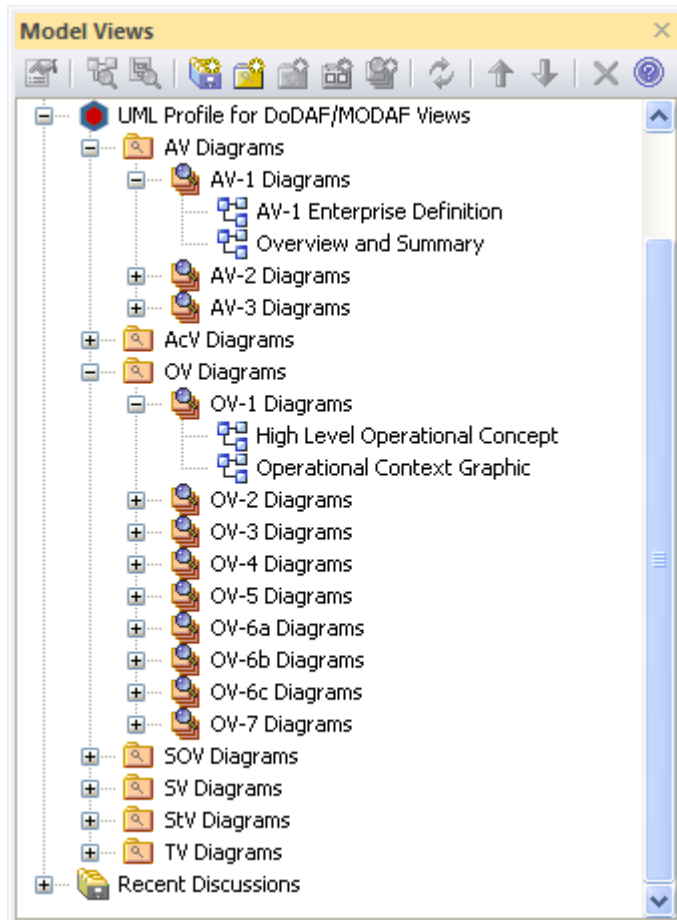 Model Views
UML Profile for DoDAF/MODAF Views
AV Diagrams
AV-1 Diagrams
AV-1 Enterprise Definition
Overview and Summary
AV-2 Diagrams
AV-3 Diagrams
AcV Diagrams
OV Diagrams
OV-1 Diagrams
High Level Operational Concept
Operational Context Graphic
OV-2 Diagrams
OV-3 Diagrams
OV-4 Diagrams
OV-5 Diagrams
OV-6a Diagrams
OV-6b Diagrams
OV-6c Diagrams
OV-7 Diagrams
SOV Diagrams
SV Diagrams
StV Diagrams
TV Diagrams
Recent Discussions